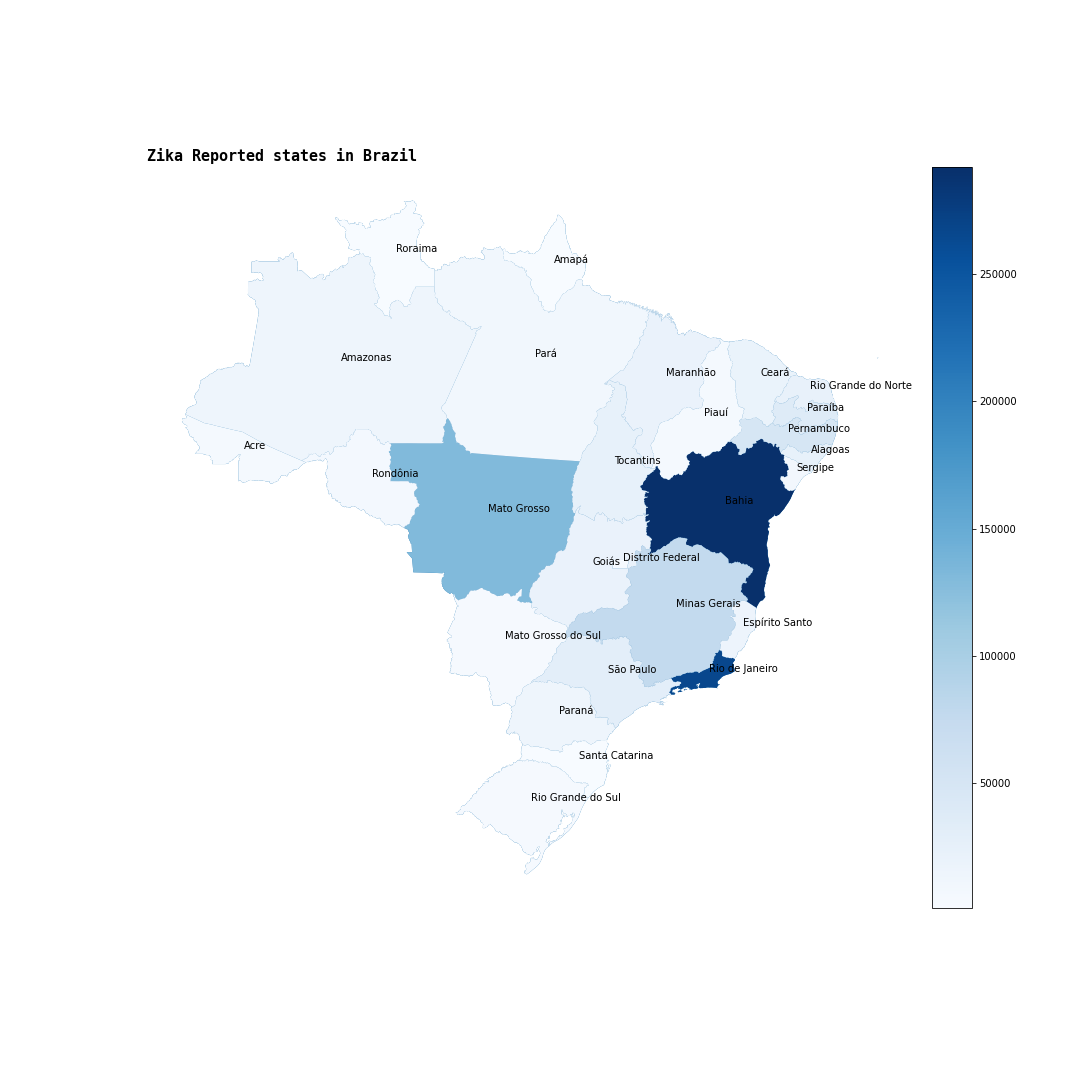 Zika Reported states in Brazil
Roraima
Amapá
250000
Amazonas
Pará
Maranhão
Ceará
Rio Grande do Norte
200000
Piauí
Paraíba
Pernambuco
Acre
Alagoas
Rondônia
Tocantins
Sergipe
Mato Grosso
Bahia
150000
Goiás
Distrito Federal
Minas Gerais
Espírito Santo
Mato Grosso do Sul
100000
São Paulo
Rio de Janeiro
Paraná
Santa Catarina
50000
Rio Grande do Sul